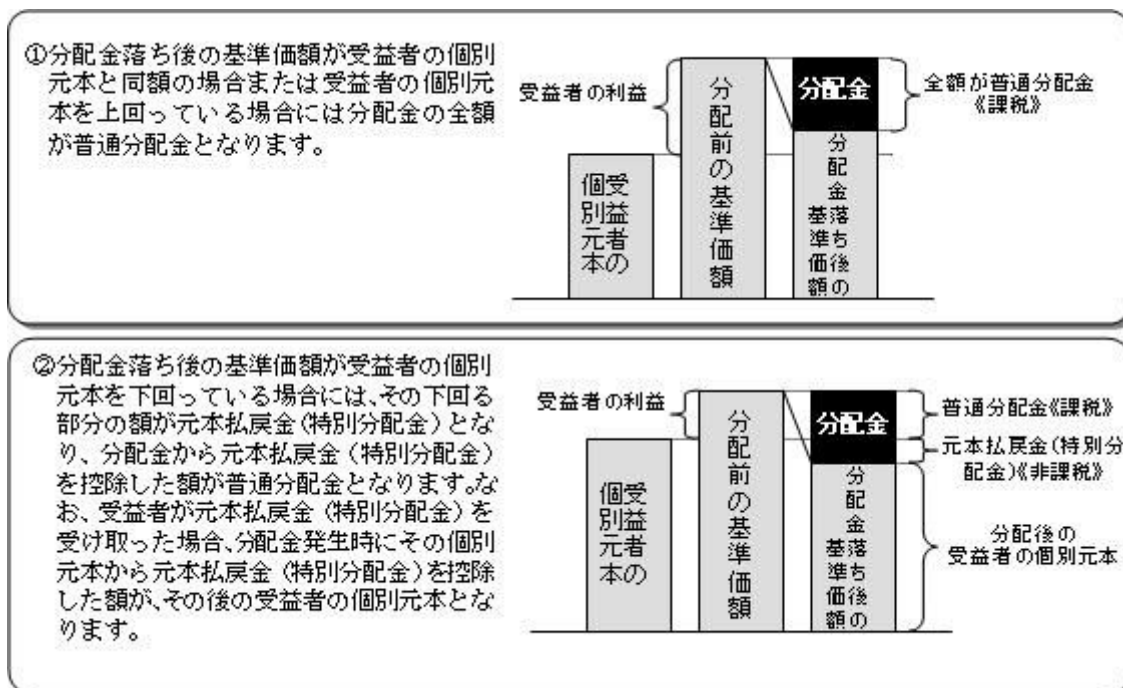 ①分配金落ち後の基準価額が受益者の個別
元本と同額の場合または受益者の個別元
本を上回っている場合には分配金の全額
が普通分配金となります。
受益者の利益
受益者の
個別元本
分配前の基準価額
分配金
分配金落ち後の
基準価額
全額が普通分配金
《課税》
②分配金落ち後の基準価額が受益者の個別
元本を下回っている場合には、その下回る
部分の額が元本払戻金(特別分配金)とな
り、分配金から元本払戻金(特別分配金)
を控除した額が普通分配金となります。な
お、受益者が元本払戻金(特別分配金)を
受け取った場合、分配金発生時にその個別
元本から元本払戻金(特別分配金)を控除
した額が、その後の受益者の個別元本とな
ります。
受益者の利益
受益者の
個別元本
分配前の基準価額
分配金
分配金落ち後の
基準価額
普通分配金《課税》
元本払戻金(特別分
配金)《非課税》
分配後の
受益者の個別元本